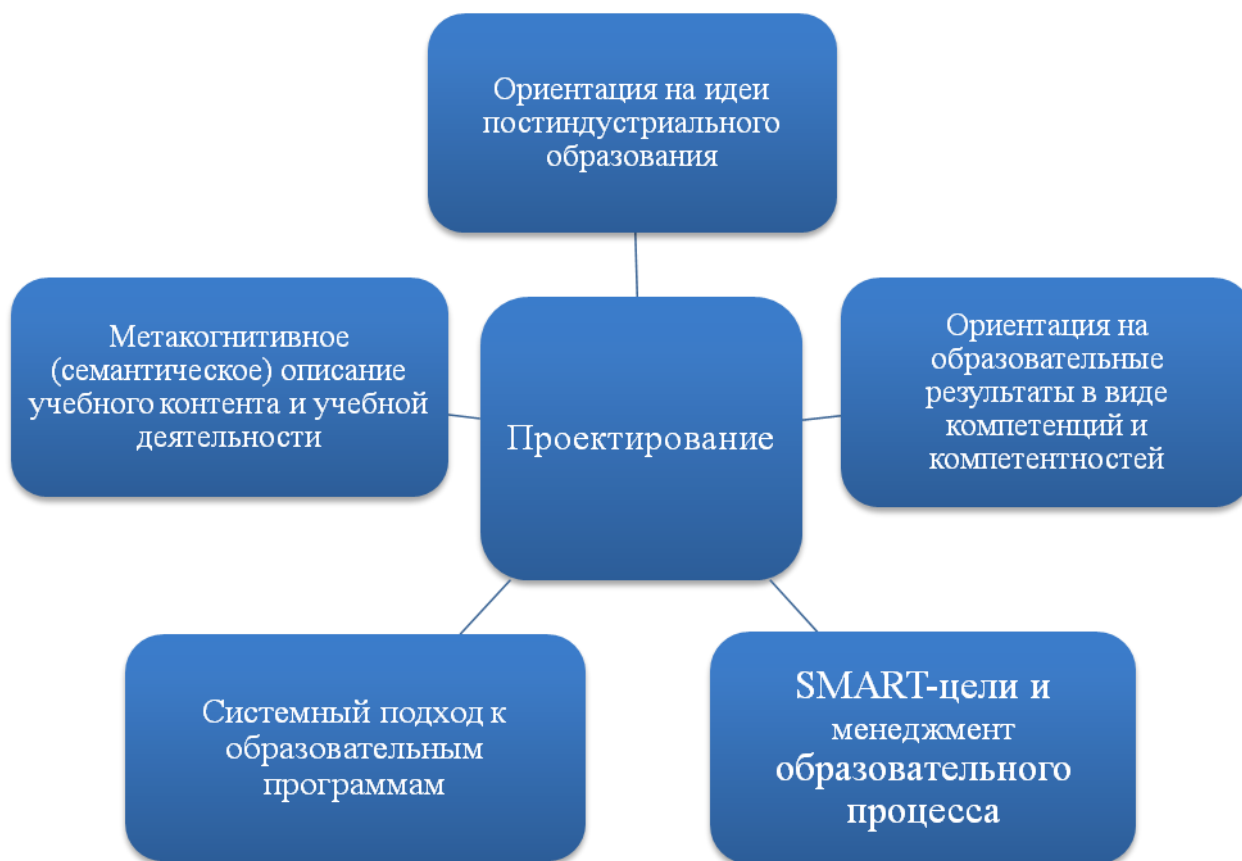 Ориентация на идеи
постиндустриального
образования
Метакогнитивное
(семантическое) описание
учебного контента и учебной
деятельности
Проектирование
Ориентация на
образовательные
результаты в виде
компетенций и
компетентностей
Системный подход к
образовательным
программам
SMART-цели и
менеджмент
образовательного
процесса